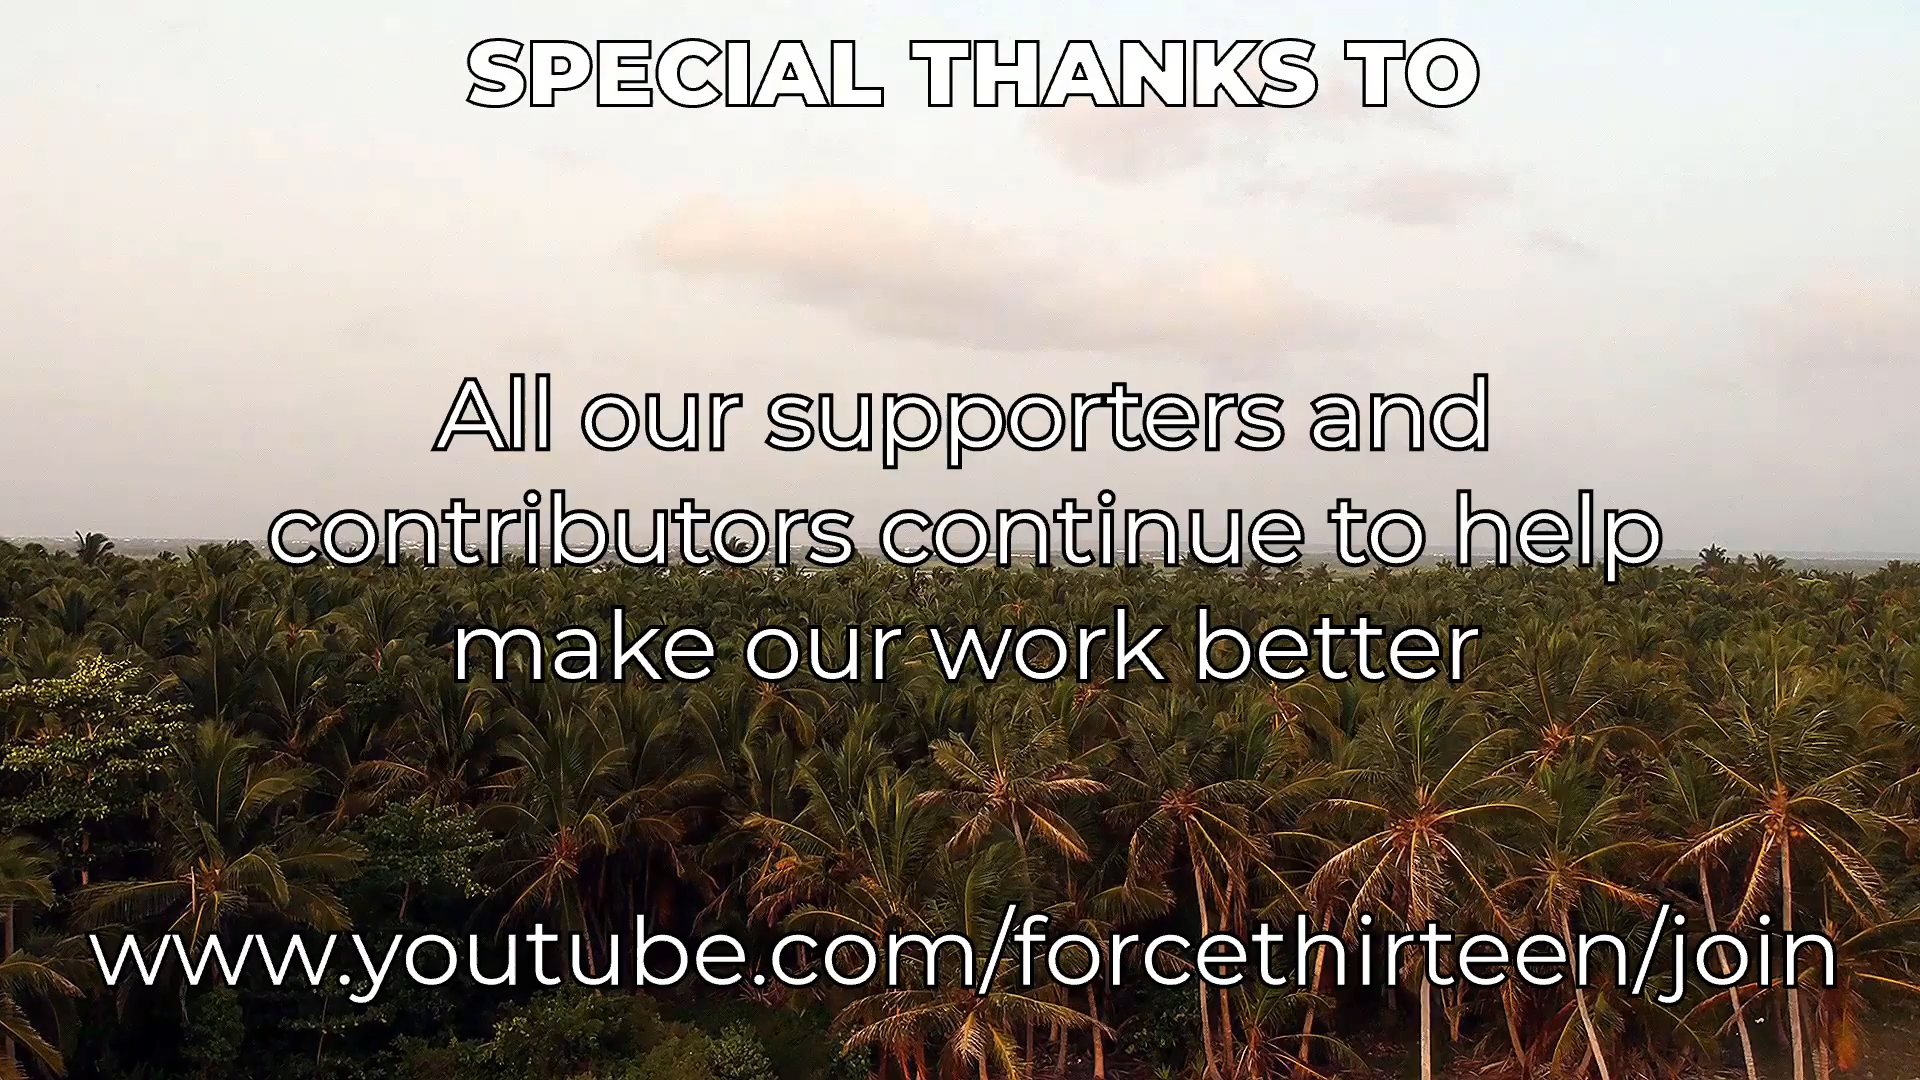 SPECIAL THANKS TO
All our supporters and
contributors continue to help
make our work better
www.youtube.com/forcethirteen/join